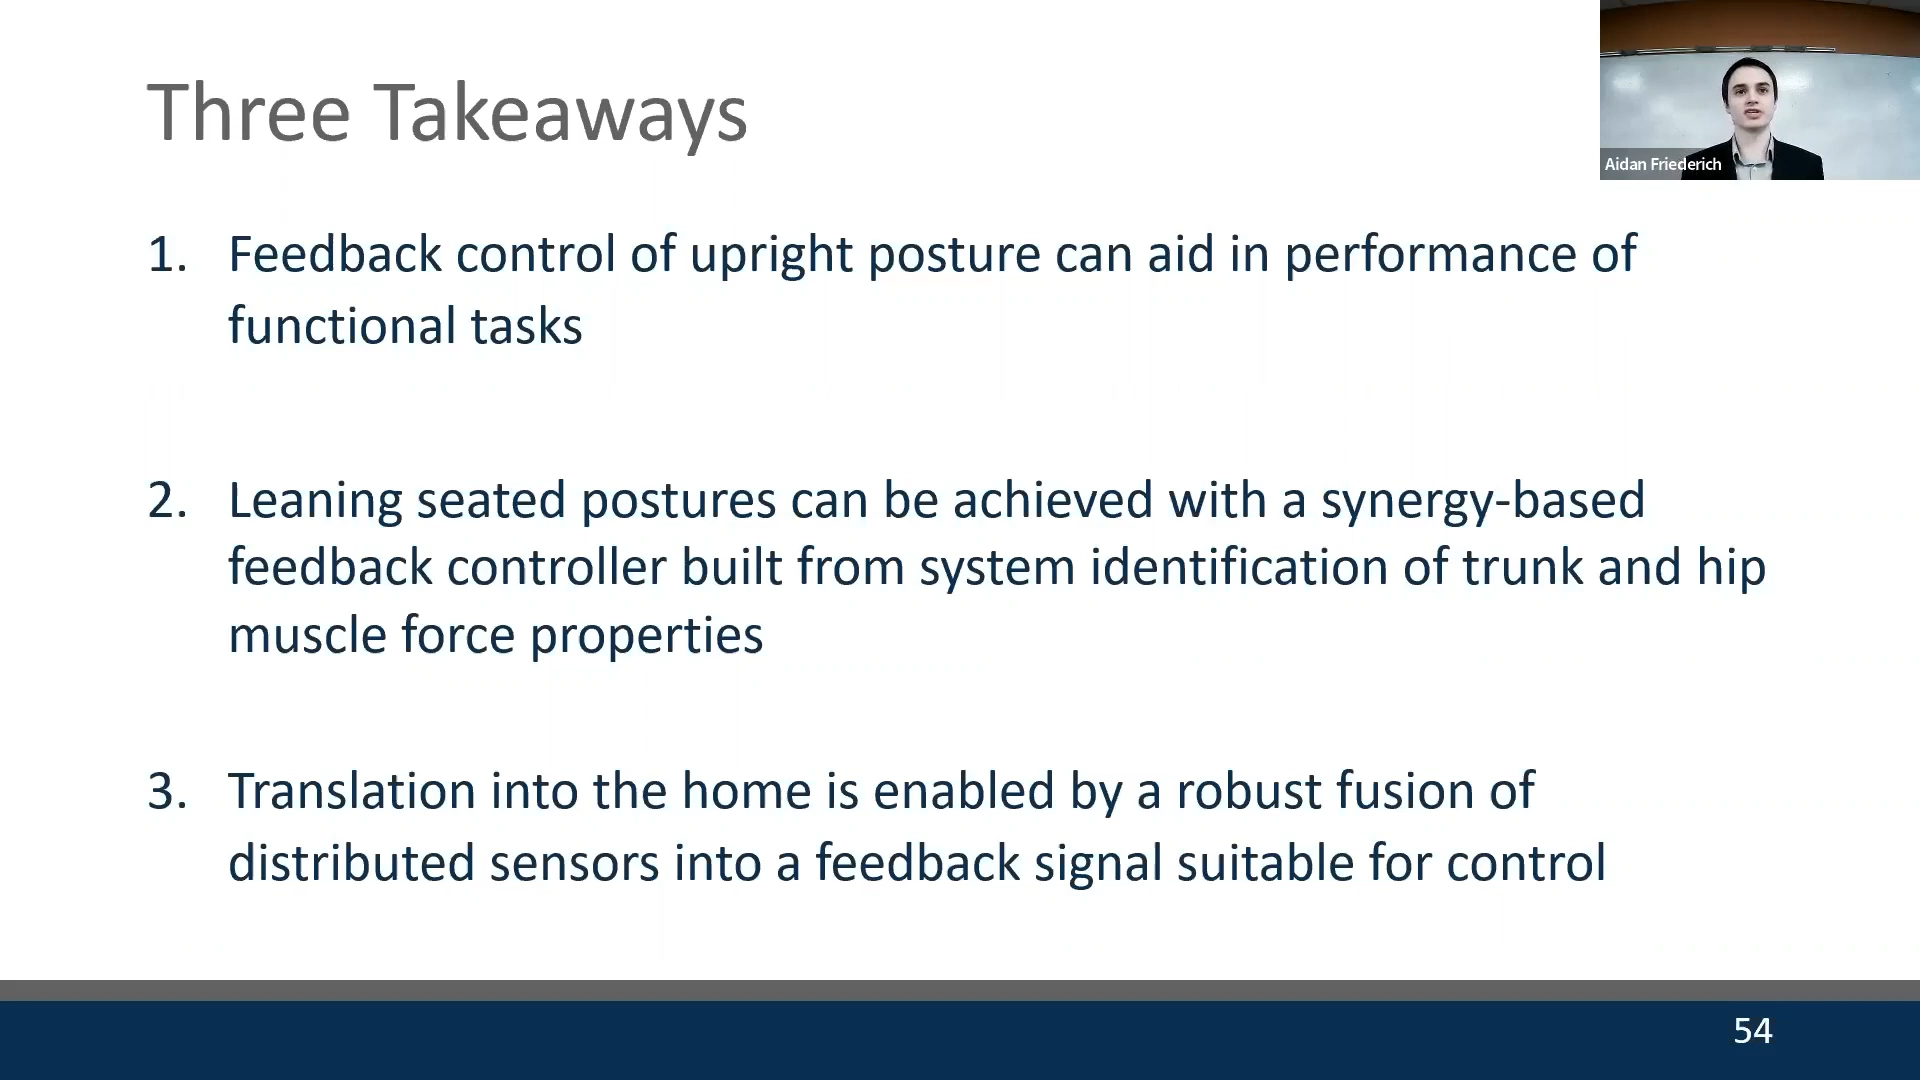 Three Takeaways
Aidan Friederich
1. Feedback control of upright posture can aid in performance of
functional tasks
2. Leaning seated postures can be achieved with a synergy-based
feedback controller built from system identification of trunk and hip
muscle force properties
3. Translation into the home is enabled by a robust fusion of
distributed sensors into a feedback signal suitable for control
54